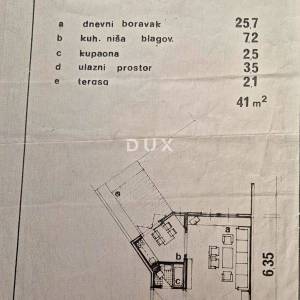 a dnevni boravak 25,7
b kuh. niša blagov. 7,2
c kupaona 2,5
d ulazni prostor 3,5
e terasa 2,1
41 m²
DUX
e
a
b
6,35